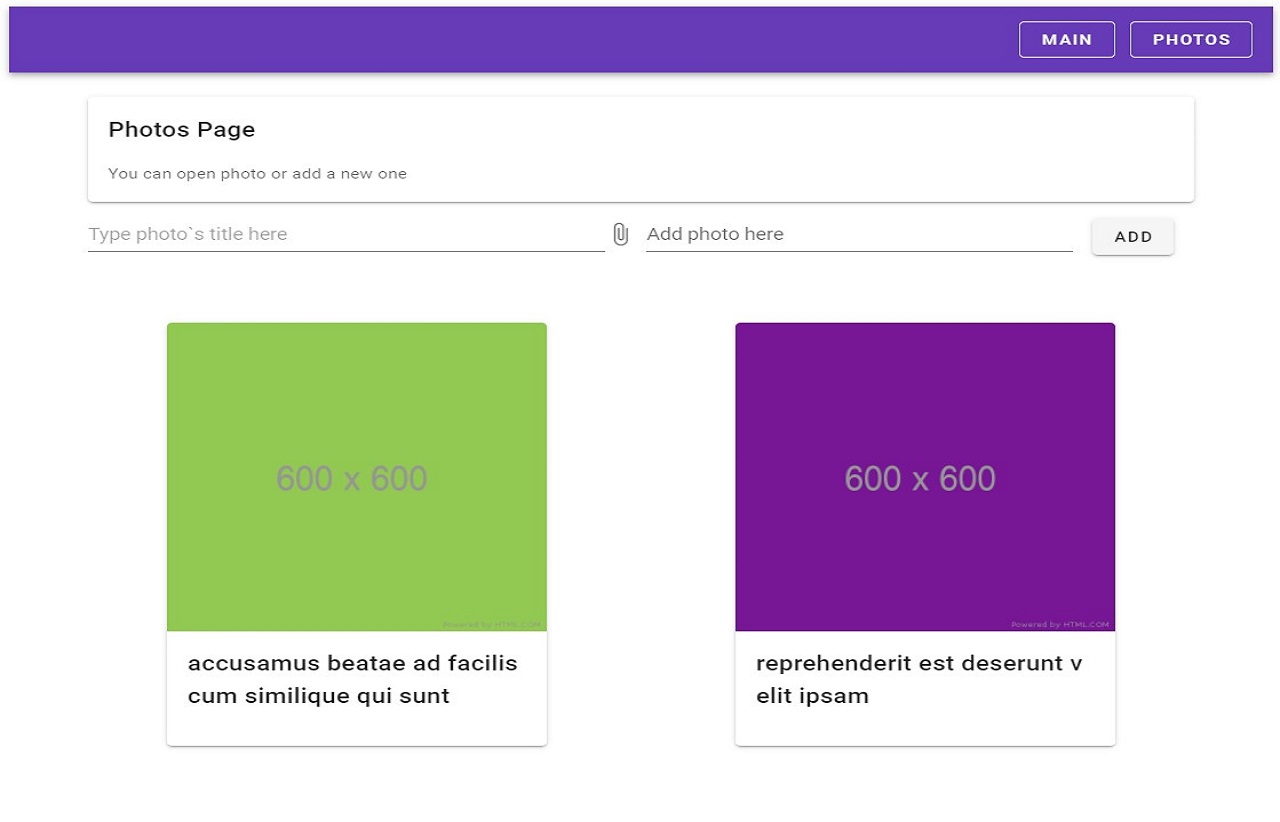 MAIN PHOTOS
Photos Page
You can open photo or add a new one
Type photo`s title here Add photo here ADD
600 x 600
Powered by HTML.COM
accusamus beatae ad facilis
cum similique qui sunt
600 x 600
Powered by HTML.COM
reprehenderit est deserunt v
elit ipsam